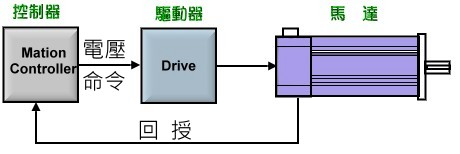 控制器
驅動器
馬 達
Mation
Controller
電壓
命令
Drive
回 授